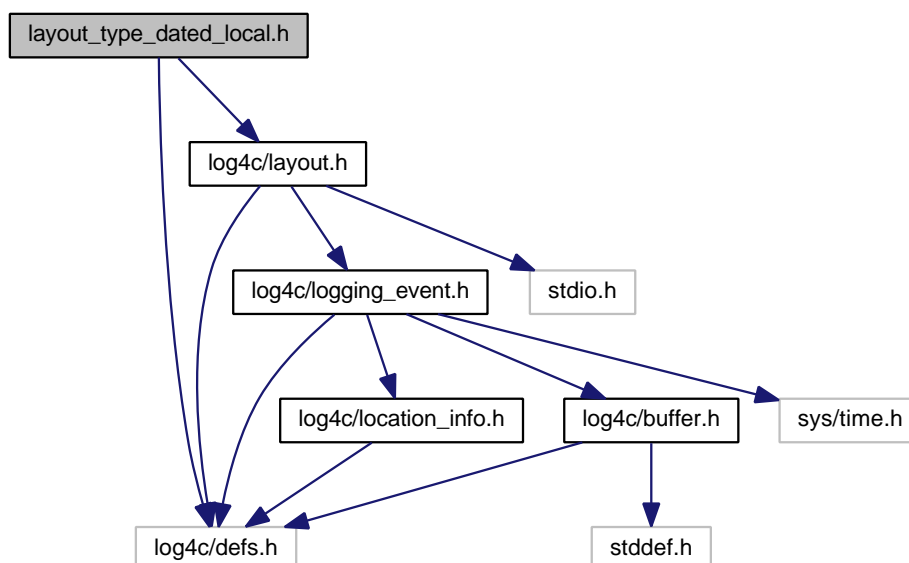 layout_type_dated_local.h
log4c/layout.h
log4c/logging_event.h
stdio.h
log4c/location_info.h
log4c/buffer.h
sys/time.h
log4c/defs.h
stddef.h